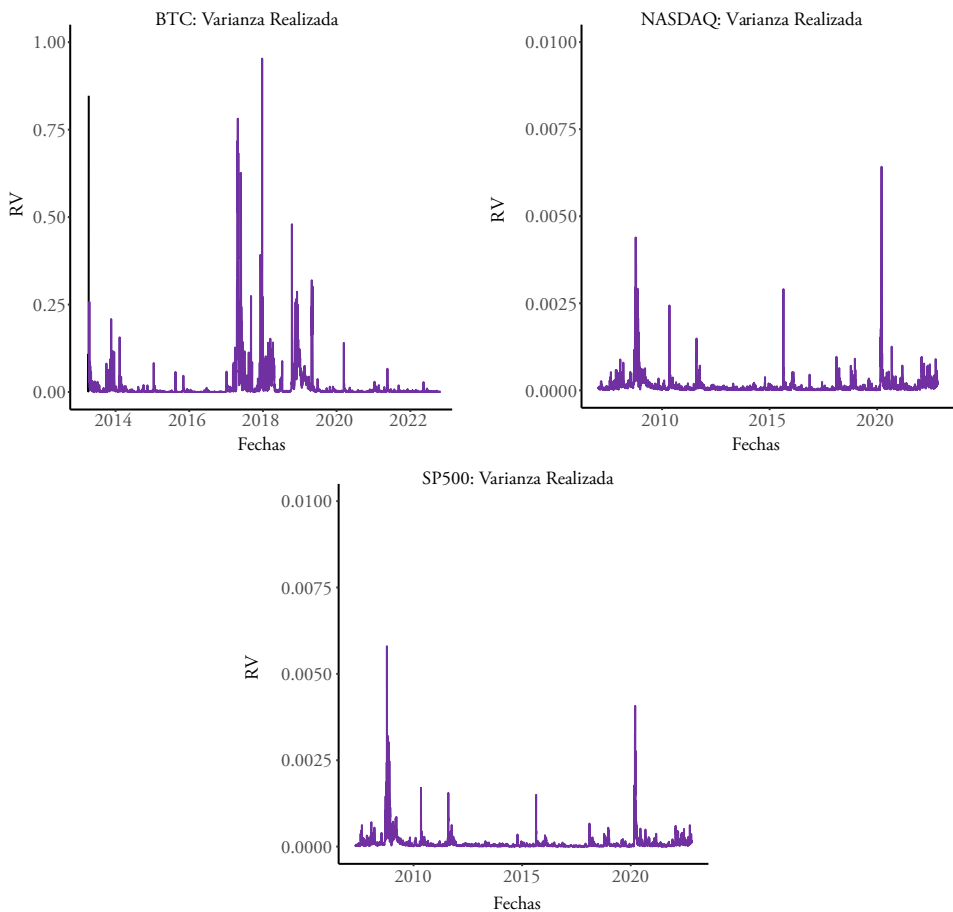 BTC: Varianza Realizada
1.00
0.75
0.50
0.25
0.00
RV
2014 2016 2018 2020 2022
Fechas
NASDAQ: Varianza Realizada
0.0100
0.0075
0.0050
0.0025
0.0000
RV
2010 2015 2020
Fechas
SP500: Varianza Realizada
0.0100
0.0075
0.0050
0.0025
0.0000
RV
2010 2015 2020
Fechas